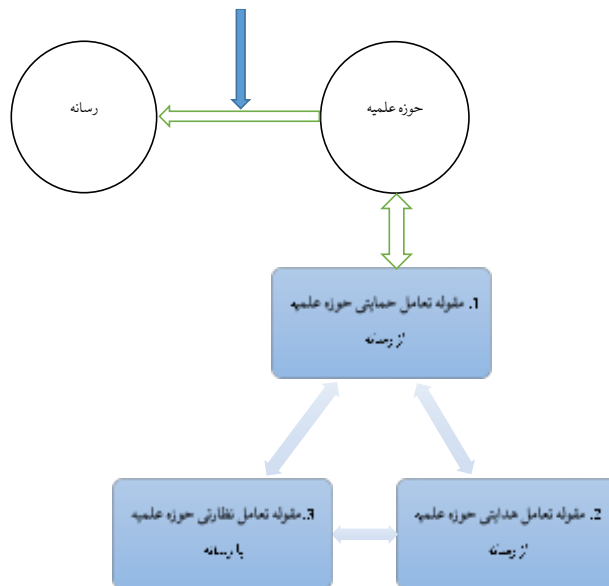 حوزه علمیه
رسانه
1. مقوله تعامل حمایتی حوزه علمیه
از رسانه
2. مقوله تعامل هدایتی حوزه علمیه
از رسانه
3.مقوله تعامل نظارتی حوزه علمیه
با رسانه